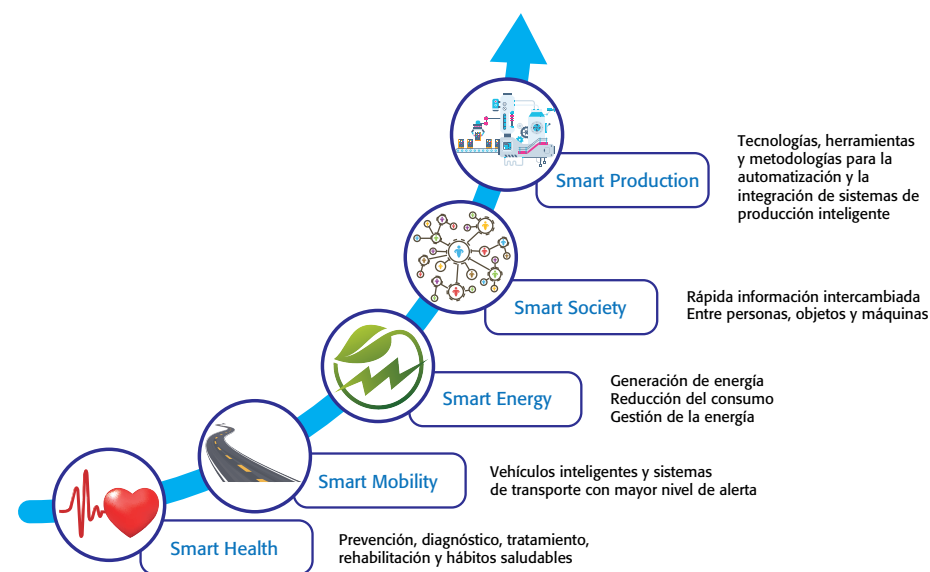 Smart Production
Tecnologías, herramientas
y metodologías para la
automatización y la
integración de sistemas de
producción inteligente
Smart Society
Rápida información intercambiada
Entre personas, objetos y máquinas
Smart Energy
Generación de energía
Reducción del consumo
Gestión de la energía
Smart Mobility
Vehículos inteligentes y sistemas
de transporte con mayor nivel de alerta
Smart Health
Prevención, diagnóstico, tratamiento,
rehabilitación y hábitos saludables